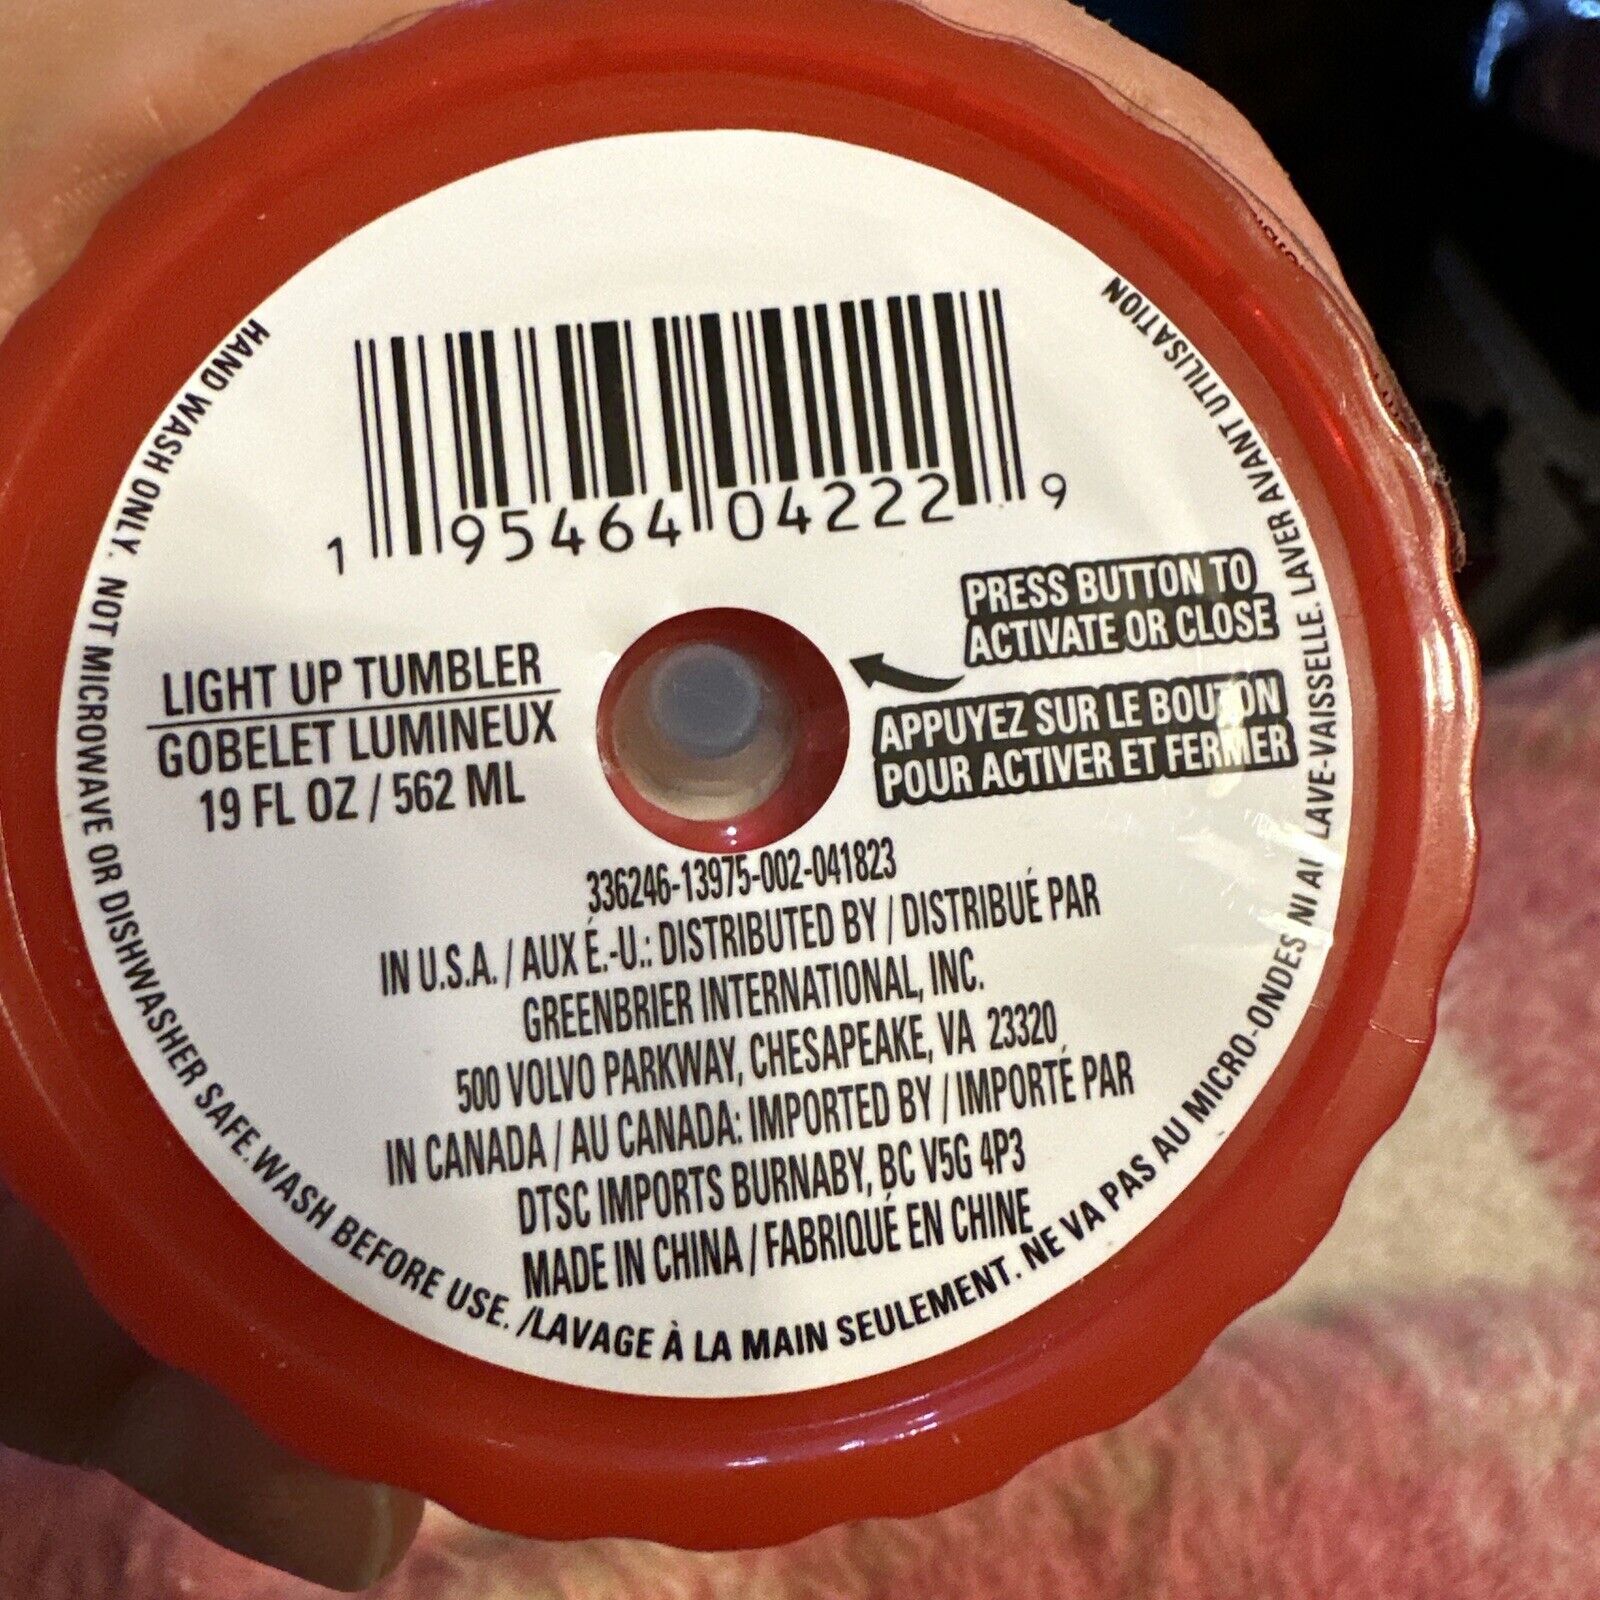 1 95464 04222 9
PRESS BUTTON TO
ACTIVATE OR CLOSE
APPUYEZ SUR LE BOUTON
POUR ACTIVER ET FERMER
LIGHT UP TUMBLER
GOBELET LUMINEUX
19 FL OZ / 562 ML
336246-13975-002-041823
IN U.S.A. / AUX É.-U.: DISTRIBUTED BY / DISTRIBUÉ PAR
GREENBRIER INTERNATIONAL, INC.
500 VOLVO PARKWAY, CHESAPEAKE, VA 23320
IN CANADA / AU CANADA: IMPORTED BY / IMPORTÉ PAR
DTSC IMPORTS BURNABY, BC V5G 4P3
MADE IN CHINA / FABRIQUÉ EN CHINE
HAND WASH ONLY. NOT MICROWAVE OR DISHWASHER SAFE. WASH BEFORE USE. /LAVAGE À LA MAIN SEULEMENT. NE VA PAS AU MICRO-ONDES NI AU LAVE-VAISSELLE. LAVER AVANT UTILISATION